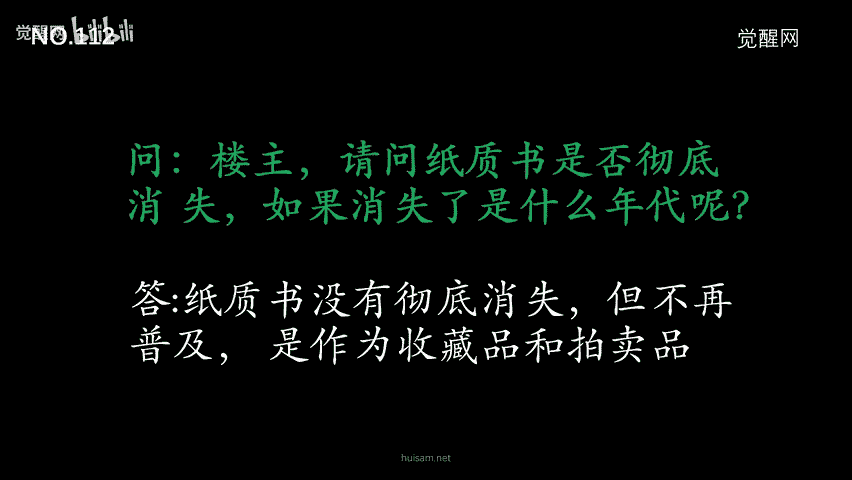 觉醒网 bilibili
NO.112
觉醒网
问：楼主，请问纸质书是否彻底
消 失，如果消失了是什么年代呢？
答:纸质书没有彻底消失，但不再
普及， 是作为收藏品和拍卖品
huisam.net